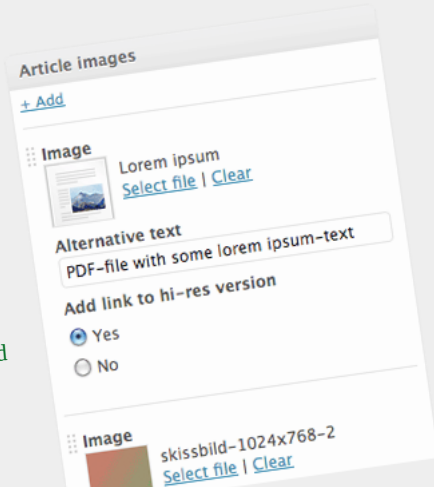 Article images
+ Add
Image
Lorem ipsum
Select file | Clear
Alternative text
PDF-file with some lorem ipsum-text
Add link to hi-res version
Yes
No
Image
skissbild-1024x768-2
Select file | Clear